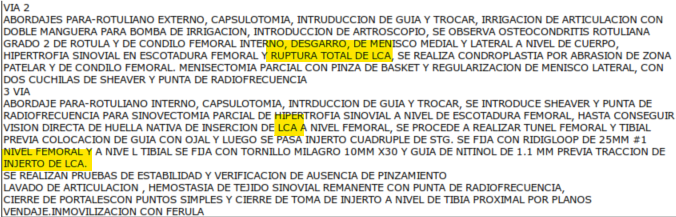 VIA 2
ABORDAJES PARA-ROTULIANO EXTERNO, CAPSULOTOMIA, INTRUDUCCION DE GUIA Y TROCAR, IRRIGACION DE ARTICULACION CON
DOBLE MANGUERA PARA BOMBA DE IRRIGACION, INTRODUCCION DE ARTROSCOPIO, SE OBSERVA OSTEOCONDRITIS ROTULIANA
GRADO 2 DE ROTULA Y DE CONDILO FEMORAL INTERNO, DESGARRO, DE MENISCO MEDIAL Y LATERAL A NIVEL DE CUERPO,
HIPERTROFIA SINOVIAL EN ESCOTADURA FEMORAL Y RUPTURA TOTAL DE LCA, SE REALIZA CONDROPLASTIA POR ABRASION DE ZONA
PATELAR Y DE CONDILO FEMORAL. MENISECTOMIA PARCIAL CON PINZA DE BASKET Y REGULARIZACION DE MENISCO LATERAL, CON
DOS CUCHILAS DE SHEAVER Y PUNTA DE RADIOFRECUENCIA
3 VIA
ABORDAJE PARA-ROTULIANO INTERNO, CAPSULOTOMIA, INTRDUCCION DE GUIA Y TROCAR, SE INTRODUCE SHEAVER Y PUNTA DE
RADIOFRECUENCIA PARA SINOVECTOMIA PARCIAL DE HIPERTROFIA SINOVIAL A NIVEL DE ESCOTADURA FEMORAL, HASTA CONSEGUIR
VISION DIRECTA DE HUELLA NATIVA DE INSERCION DE LCA A NIVEL FEMORAL, SE PROCEDE A REALIZAR TUNEL FEMORAL Y TIBIAL
PREVIA COLOCACION DE GUIA CON OJAL Y LUEGO SE PASA INJERTO CUADRUPLE DE STG. SE FIJA CON RIDIGLOOP DE 25MM #1
NIVEL FEMORAL Y A NIVE L TIBIAL SE FIJA CON TORNILLO MILAGRO 10MM X30 Y GUIA DE NITINOL DE 1.1 MM PREVIA TRACCION DE
INJERTO DE LCA.
SE REALIZAN PRUEBAS DE ESTABILIDAD Y VERIFICACION DE AUSENCIA DE PINZAMIENTO
LAVADO DE ARTICULACION , HEMOSTASIA DE TEJIDO SINOVIAL REMANENTE CON PUNTA DE RADIOFRECUENCIA,
CIERRE DE PORTALESCON PUNTOS SIMPLES Y CIERRE DE TOMA DE INJERTO A NIVEL DE TIBIA PROXIMAL POR PLANOS
VENDAJE.INMOVILIZACION CON FERULA